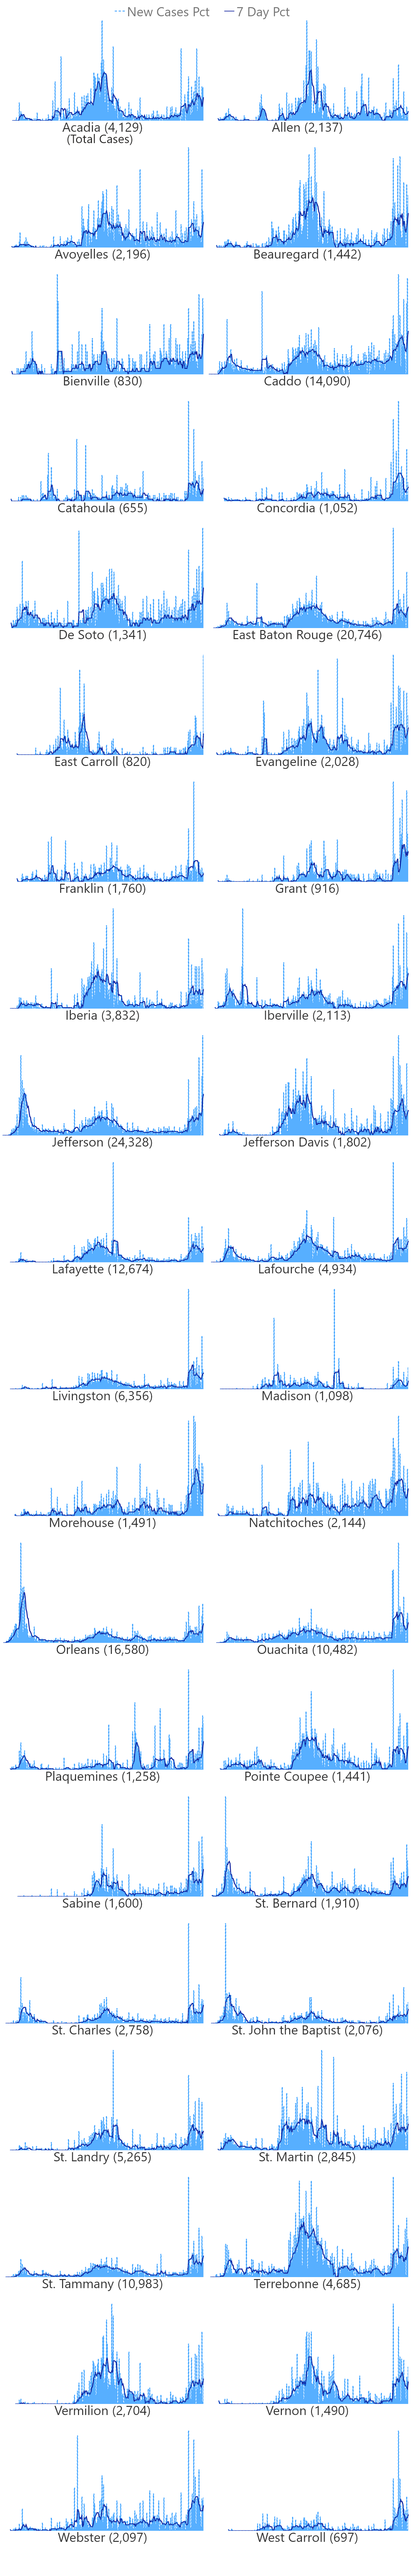 New Cases Pct 7 Day Pct
Acadia (4,129) Allen (2,137)
(Total Cases)
Avoyelles (2,196) Beauregard (1,442)
Bienville (830) Caddo (14,090)
Catahoula (655) Concordia (1,052)
De Soto (1,341) East Baton Rouge (20,746)
East Carroll (820) Evangeline (2,028)
Franklin (1,760) Grant (916)
Iberia (3,832) Iberville (2,113)
Jefferson (24,328) Jefferson Davis (1,802)
Lafayette (12,674) Lafourche (4,934)
Livingston (6,356) Madison (1,098)
Morehouse (1,491) Natchitoches (2,144)
Orleans (16,580) Ouachita (10,482)
Plaquemines (1,258) Pointe Coupee (1,441)
Sabine (1,600) St. Bernard (1,910)
St. Charles (2,758) St. John the Baptist (2,076)
St. Landry (5,265) St. Martin (2,845)
St. Tammany (10,983) Terrebonne (4,685)
Vermilion (2,704) Vernon (1,490)
Webster (2,097) West Carroll (697)